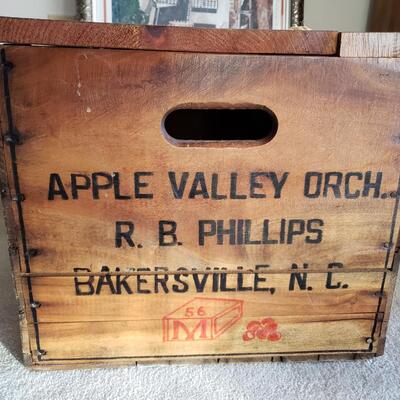 APPLE VALLEY ORCH.
R. B. PHILLIPS
BAKERSVILLE, N. C.
56
M